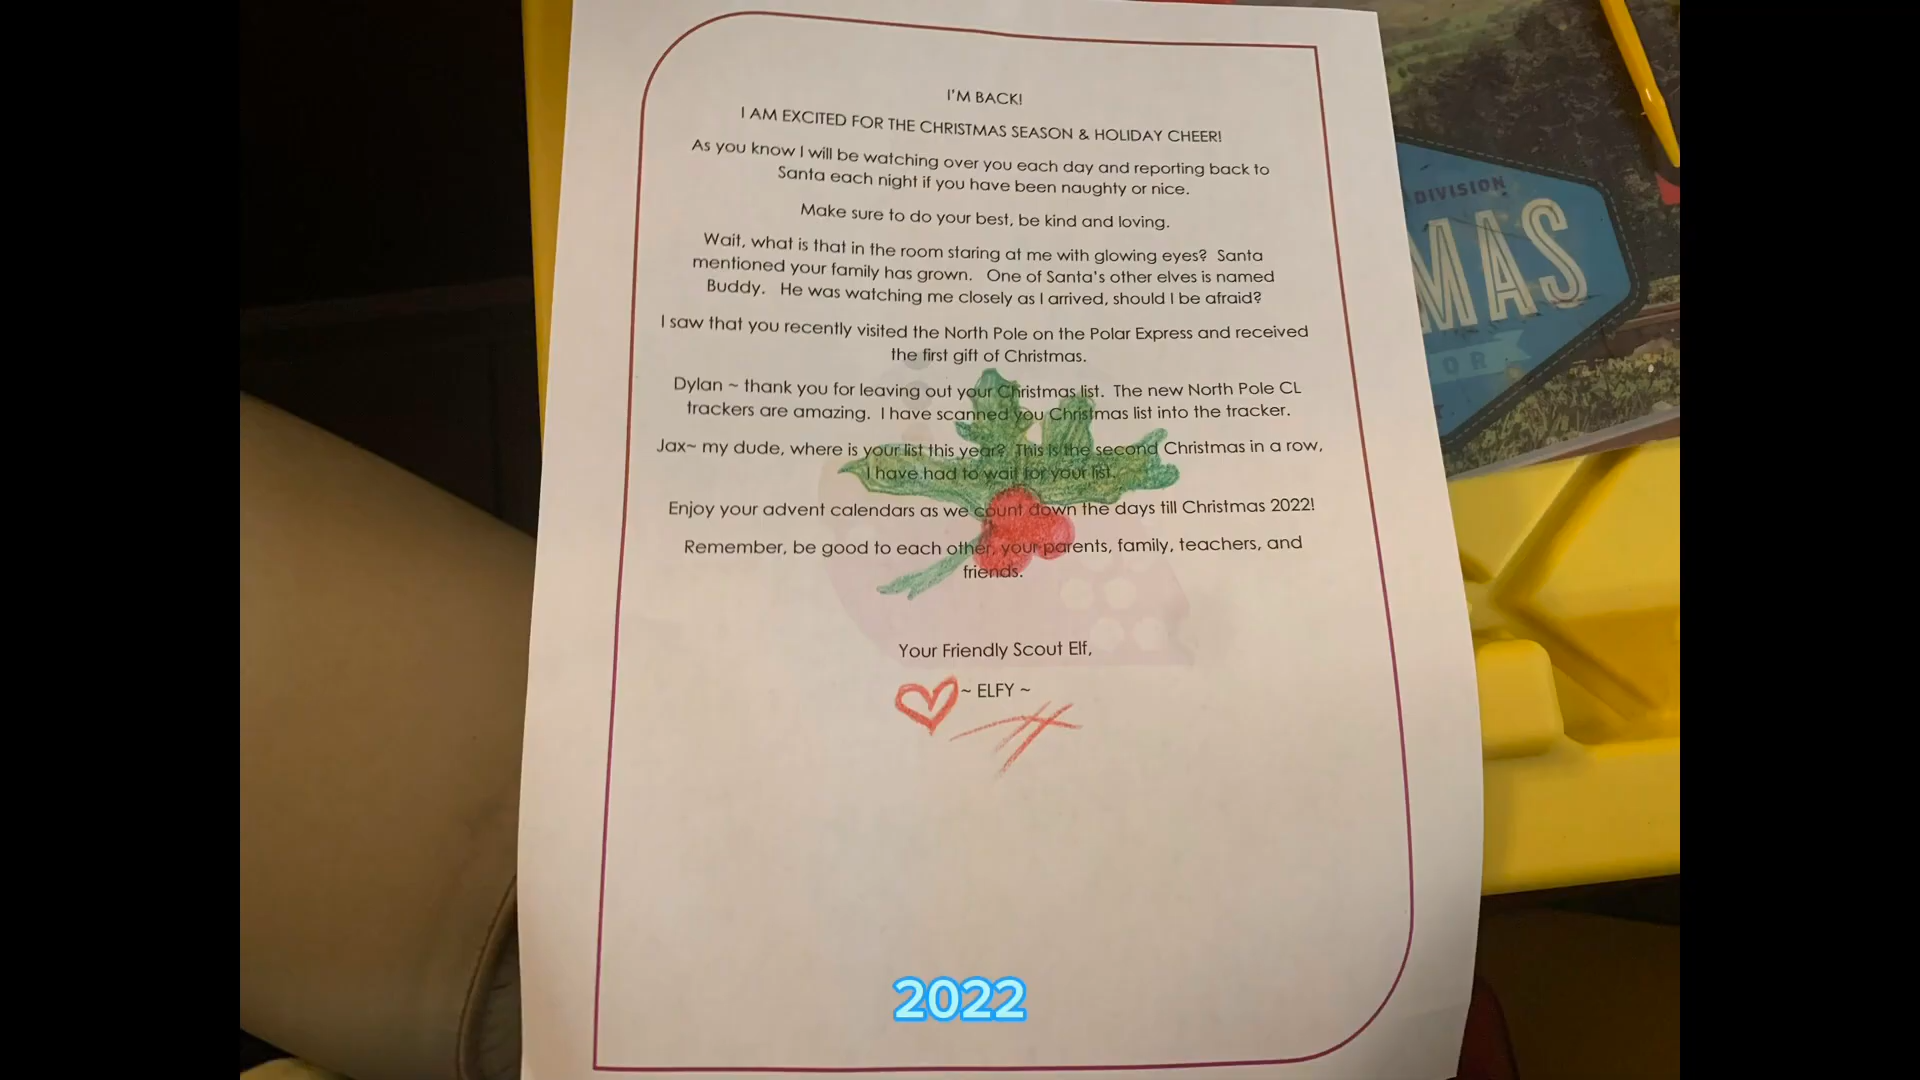 I'M BACK!
I AM EXCITED FOR THE CHRISTMAS SEASON & HOLIDAY CHEER!
As you know I will be watching over you each day and reporting back to
Santa each night if you have been naughty or nice.
Make sure to do your best, be kind and loving.
Wait, what is that in the room staring at me with glowing eyes?  Santa
mentioned your family has grown.  One of Santa's other elves is named
Buddy.  He was watching me closely as I arrived, should I be afraid?
I saw that you recently visited the North Pole on the Polar Express and received
the first gift of Christmas.
Dylan ~ thank you for leaving out your Christmas list.  The new North Pole CL
trackers are amazing.  I have scanned you Christmas list into the tracker.
Jax~ my dude, where is your list this year?  This is the second Christmas in a row,
I have had to wait for your list.
Enjoy your advent calendars as we count down the days till Christmas 2022!
Remember, be good to each other, your parents, family, teachers, and
friends.
Your Friendly Scout Elf,
~ ELFY ~
DIVISION
MAS
OR
2022